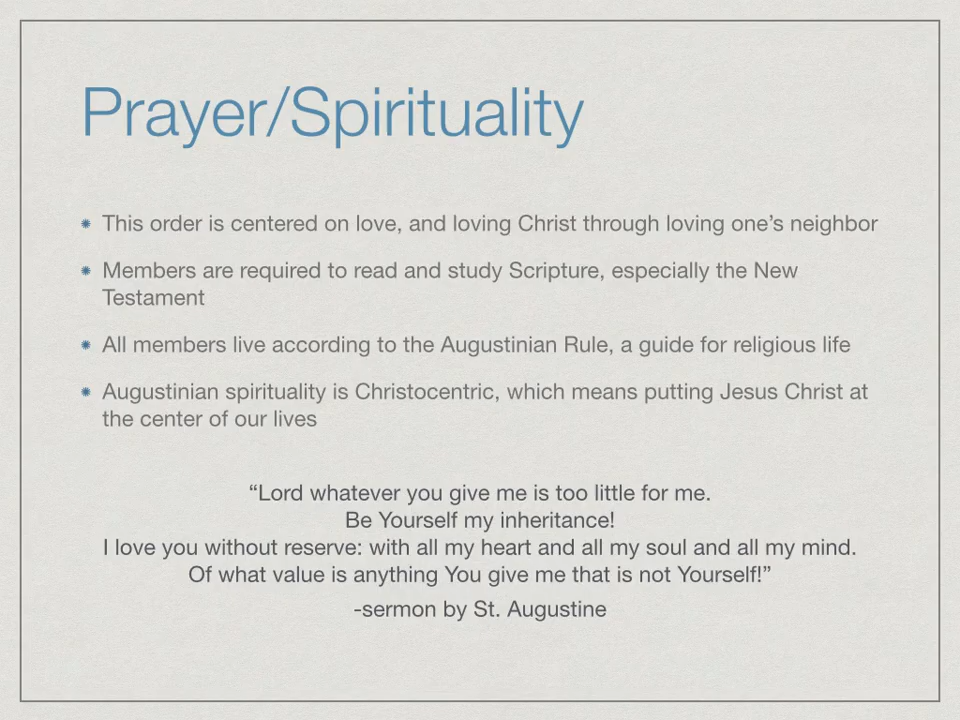 Prayer/Spirituality
This order is centered on love, and loving Christ through loving one’s neighbor
Members are required to read and study Scripture, especially the New
Testament
All members live according to the Augustinian Rule, a guide for religious life
Augustinian spirituality is Christocentric, which means putting Jesus Christ at
the center of our lives
“Lord whatever you give me is too little for me.
Be Yourself my inheritance!
I love you without reserve: with all my heart and all my soul and all my mind.
Of what value is anything You give me that is not Yourself!”
-sermon by St. Augustine